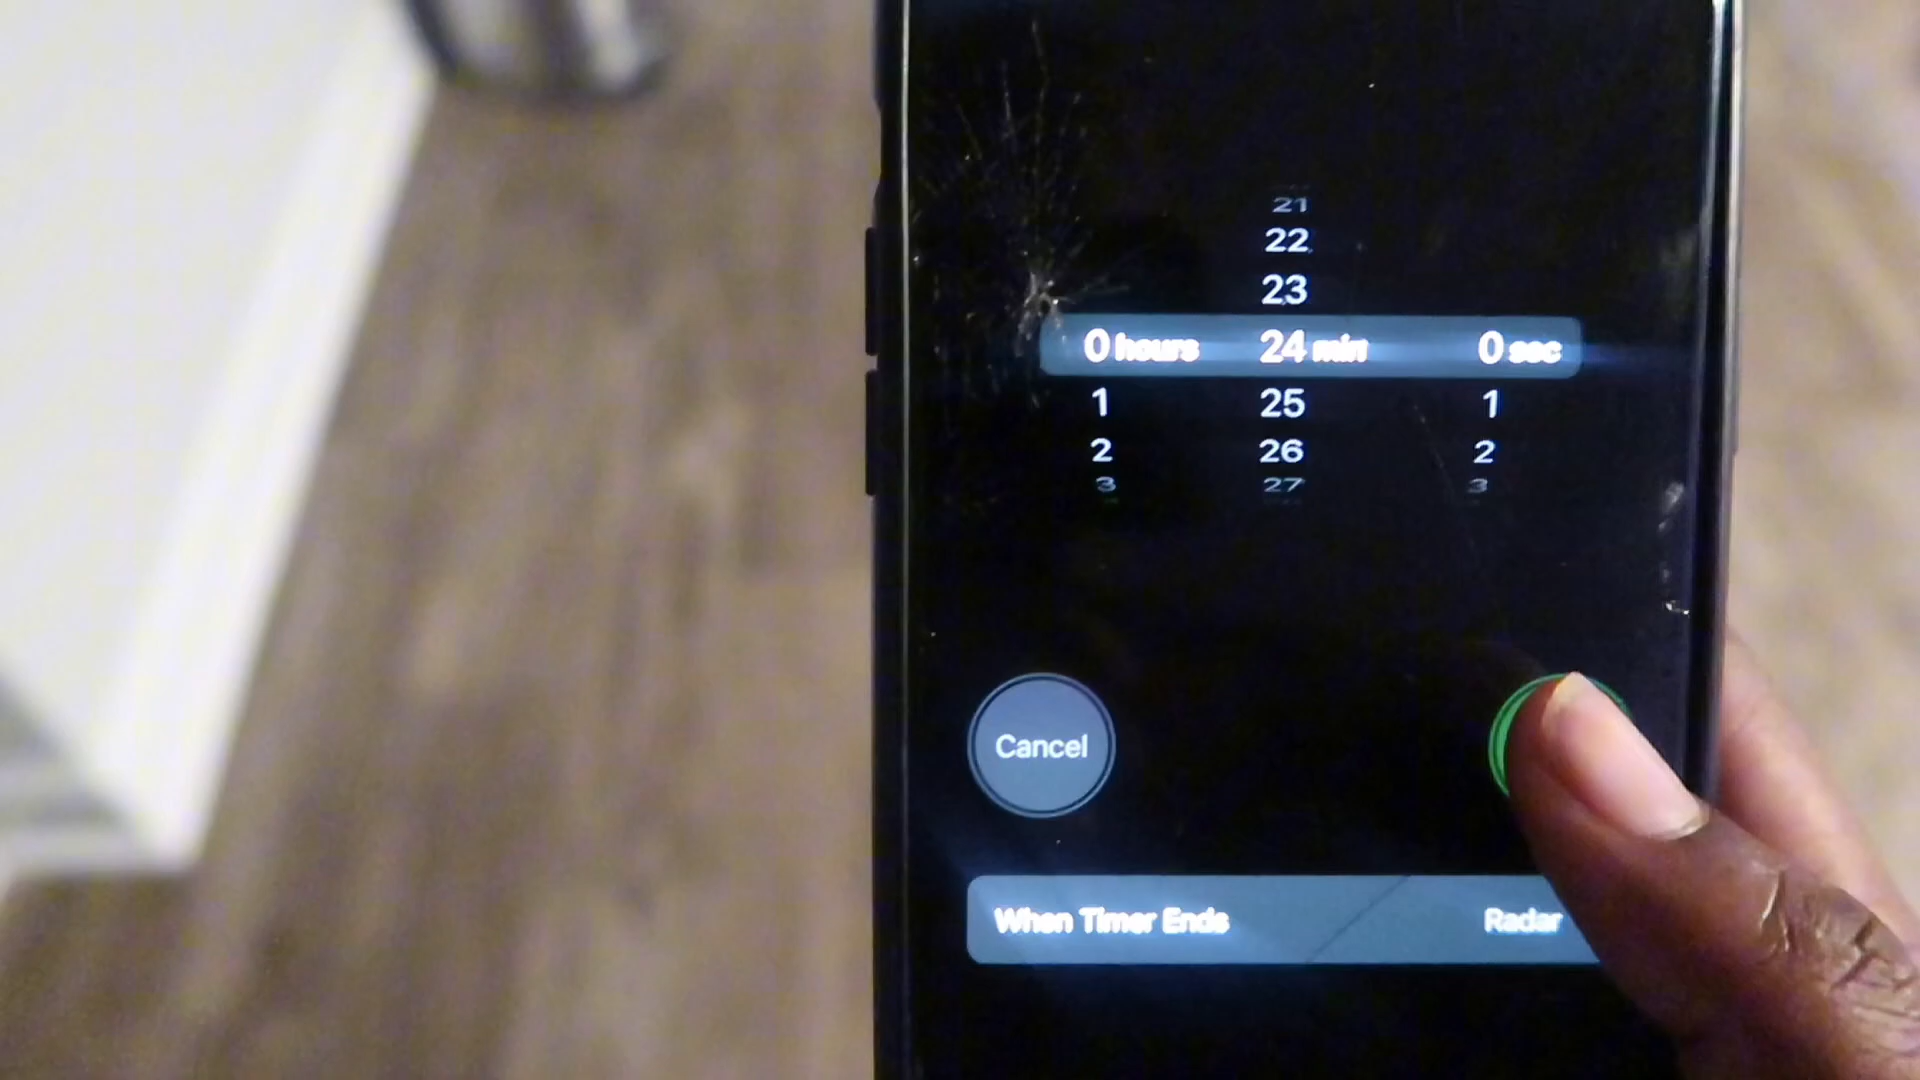 21
22
23
0 hours 24 min 0 sec
1 25 1
2 26 2
3 27 3
Cancel
When Timer Ends Radar